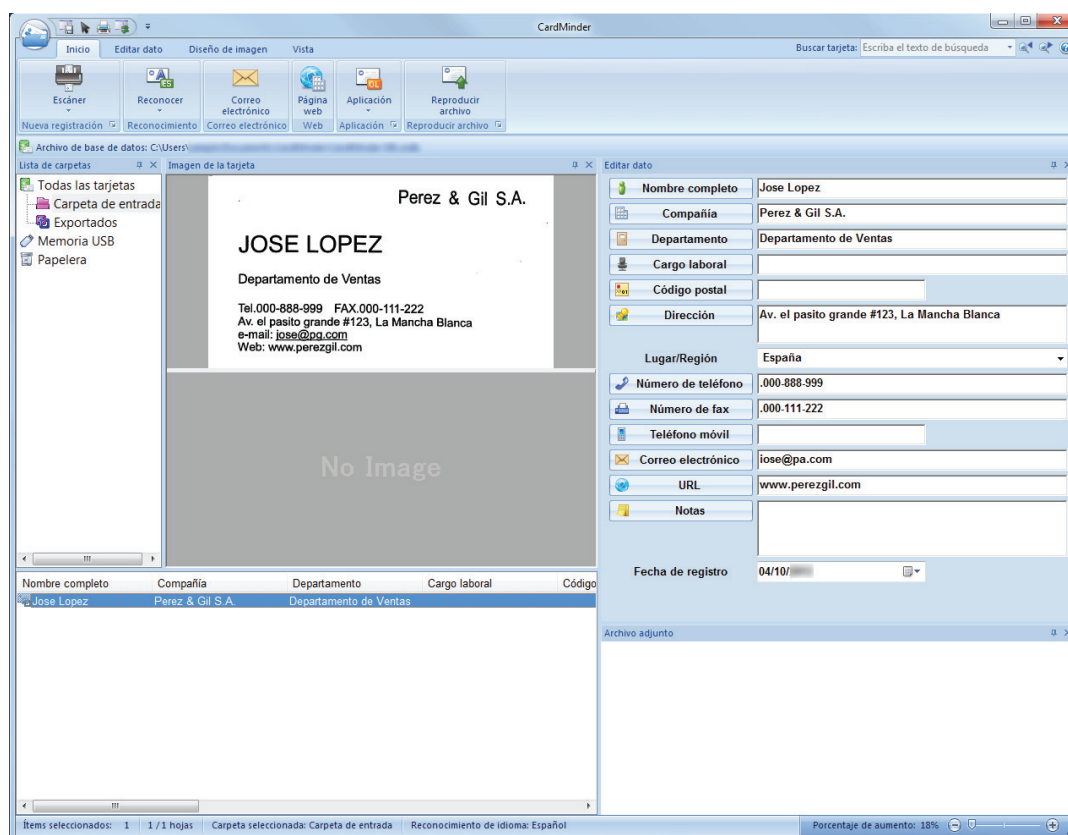 CardMinder
Inicio Editar dato Diseño de imagen Vista
Buscar tarjeta: Escriba el texto de búsqueda
Escáner
Reconocer
Correo electrónico
Página web
Aplicación
Reproducir archivo
Nueva registración Reconocimiento Correo electrónico Web Aplicación Reproducir archivo
Archivo de base de datos: C:\Users\
Lista de carpetas
Todas las tarjetas
Carpeta de entrada
Exportados
Memoria USB
Papelera
Imagen de la tarjeta
Perez & Gil S.A.
JOSE LOPEZ
Departamento de Ventas
Tel.000-888-999 FAX.000-111-222
Av. el pasito grande #123, La Mancha Blanca
e-mail: jose@pg.com
Web: www.perezgil.com
No Image
Editar dato
Nombre completo Jose Lopez
Compañía Perez & Gil S.A.
Departamento Departamento de Ventas
Cargo laboral
Código postal
Dirección Av. el pasito grande #123, La Mancha Blanca
Lugar/Región España
Número de teléfono .000-888-999
Número de fax .000-111-222
Teléfono móvil
Correo electrónico iose@pa.com
URL www.perezgil.com
Notas
Fecha de registro 04/10/
Nombre completo Compañía Departamento Cargo laboral Código
Jose Lopez Perez & Gil S.A. Departamento de Ventas
Archivo adjunto
Ítems seleccionados: 1 1 / 1 hojas Carpeta seleccionada: Carpeta de entrada Reconocimiento de idioma: Español
Porcentaje de aumento: 18%